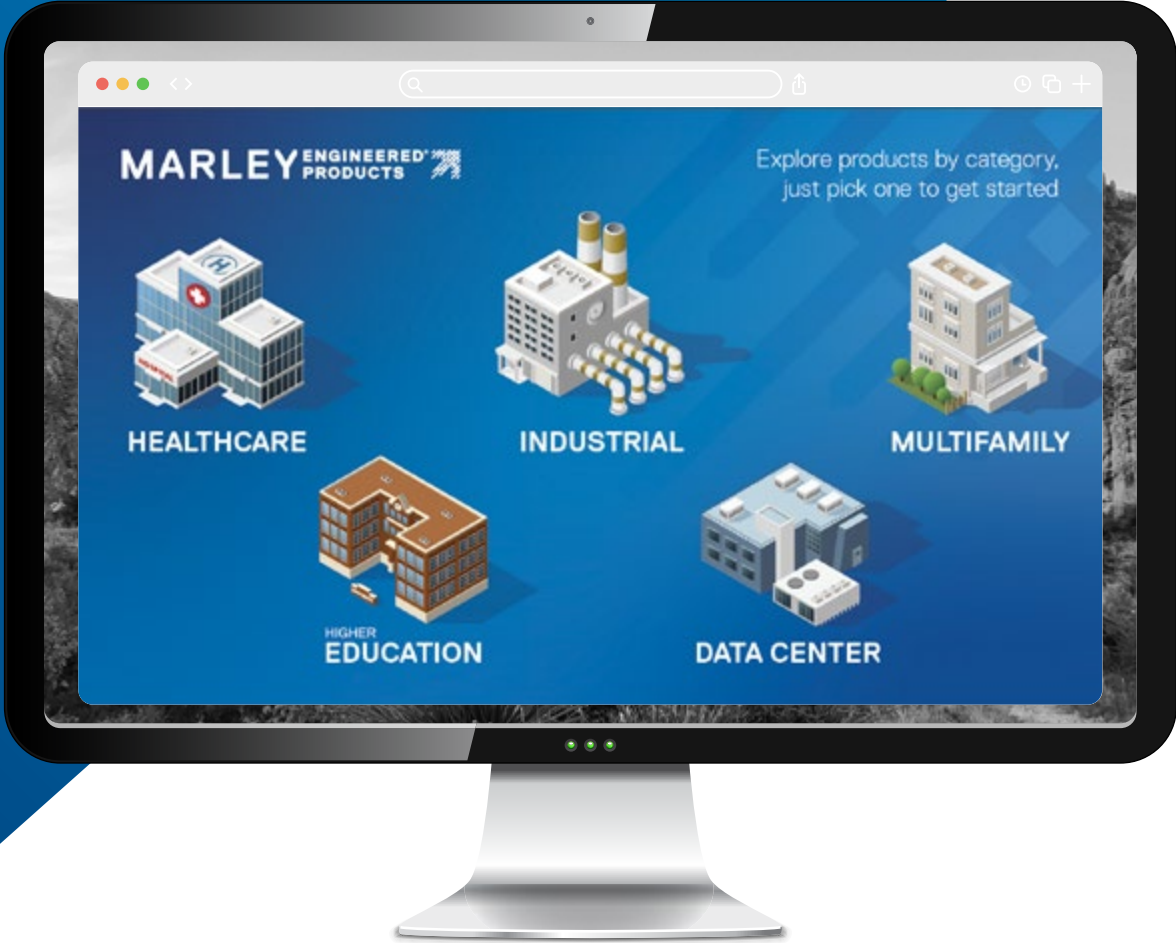 MARLEY ENGINEERED®
PRODUCTS
Explore products by category,
just pick one to get started
H
HOSPITAL
HEALTHCARE
INDUSTRIAL
MULTIFAMILY
HIGHER
EDUCATION
DATA CENTER